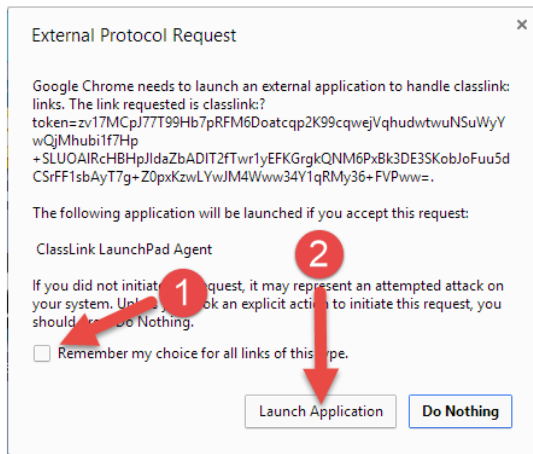 External Protocol Request
Google Chrome needs to launch an external application to handle classlink:
links. The link requested is classlink:?
token=zv17MCpJ77T99Hb7pRFM6Doatcqp2K99cqwejVqhudwtwuNSuWyY
wQjMhubi1f7Hp
+SLUOAIRcHBHpJIdaZbADIT2fTwr1yEFKGrgkQNM6PxBk3DE3SKobJoFuu5d
CSrFF1sbAyT7g+Z0pxKzwLYwJM4Www34Y1qRMy36+FVPww=.
The following application will be launched if you accept this request:
ClassLink LaunchPad Agent
2
If you did not initiate request, it may represent an attempted attack on
1
your system. an explicit action to initiate this request, you
should Do Nothing.
Remember my choice for all links of this type.
Launch Application
Do Nothing